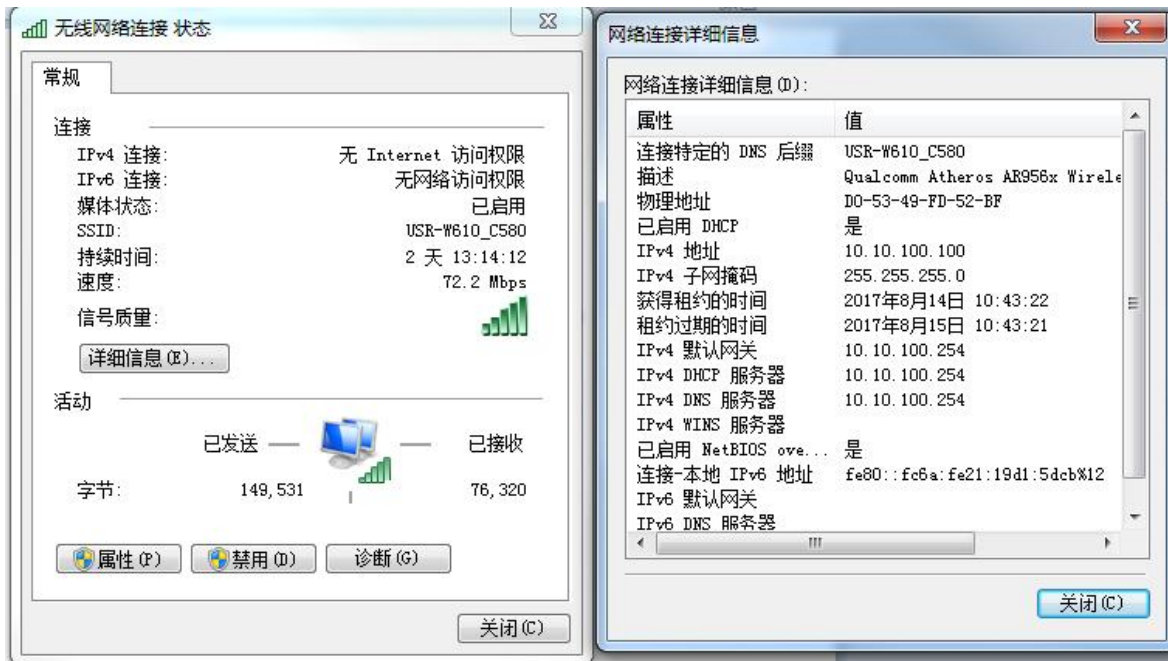 无线网络连接 状态
常规
连接
IPv4 连接: 无 Internet 访问权限
IPv6 连接: 无网络访问权限
媒体状态: 已启用
SSID: USR-W610_C580
持续时间: 2 天 13:14:12
速度: 72.2 Mbps
信号质量:
详细信息(E)...
活动
已发送 — — 已接收
字节: 149,531 76,320
属性(P) 禁用(D) 诊断(G)
关闭(C)
网络连接详细信息
网络连接详细信息(D):
属性 值
连接特定的 DNS 后缀 USR-W610_C580
描述 Qualcomm Atheros AR956x Wirele
物理地址 D0-53-49-FD-52-BF
已启用 DHCP 是
IPv4 地址 10.10.100.100
IPv4 子网掩码 255.255.255.0
获得租约的时间 2017年8月14日 10:43:22
租约过期的时间 2017年8月15日 10:43:21
IPv4 默认网关 10.10.100.254
IPv4 DHCP 服务器 10.10.100.254
IPv4 DNS 服务器 10.10.100.254
IPv4 WINS 服务器
已启用 NetBIOS ove... 是
连接-本地 IPv6 地址 fe80::fc6a:fe21:19d1:5dcb%12
IPv6 默认网关
IPv6 DNS 服务器
关闭(C)